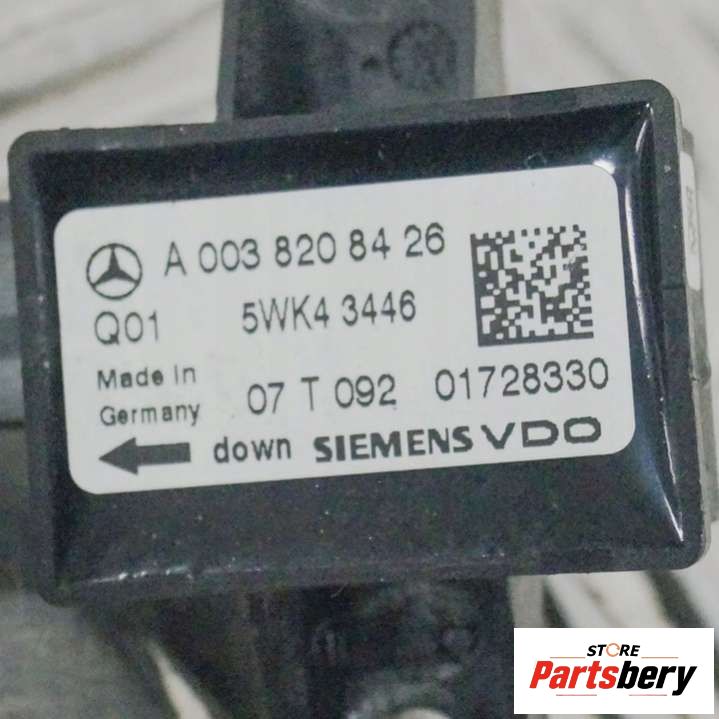 A 003 820 84 26
Q01 5WK4 3446
Made in
Germany
07 T 092 01728330
down SIEMENS VDO
STORE
Partsbery